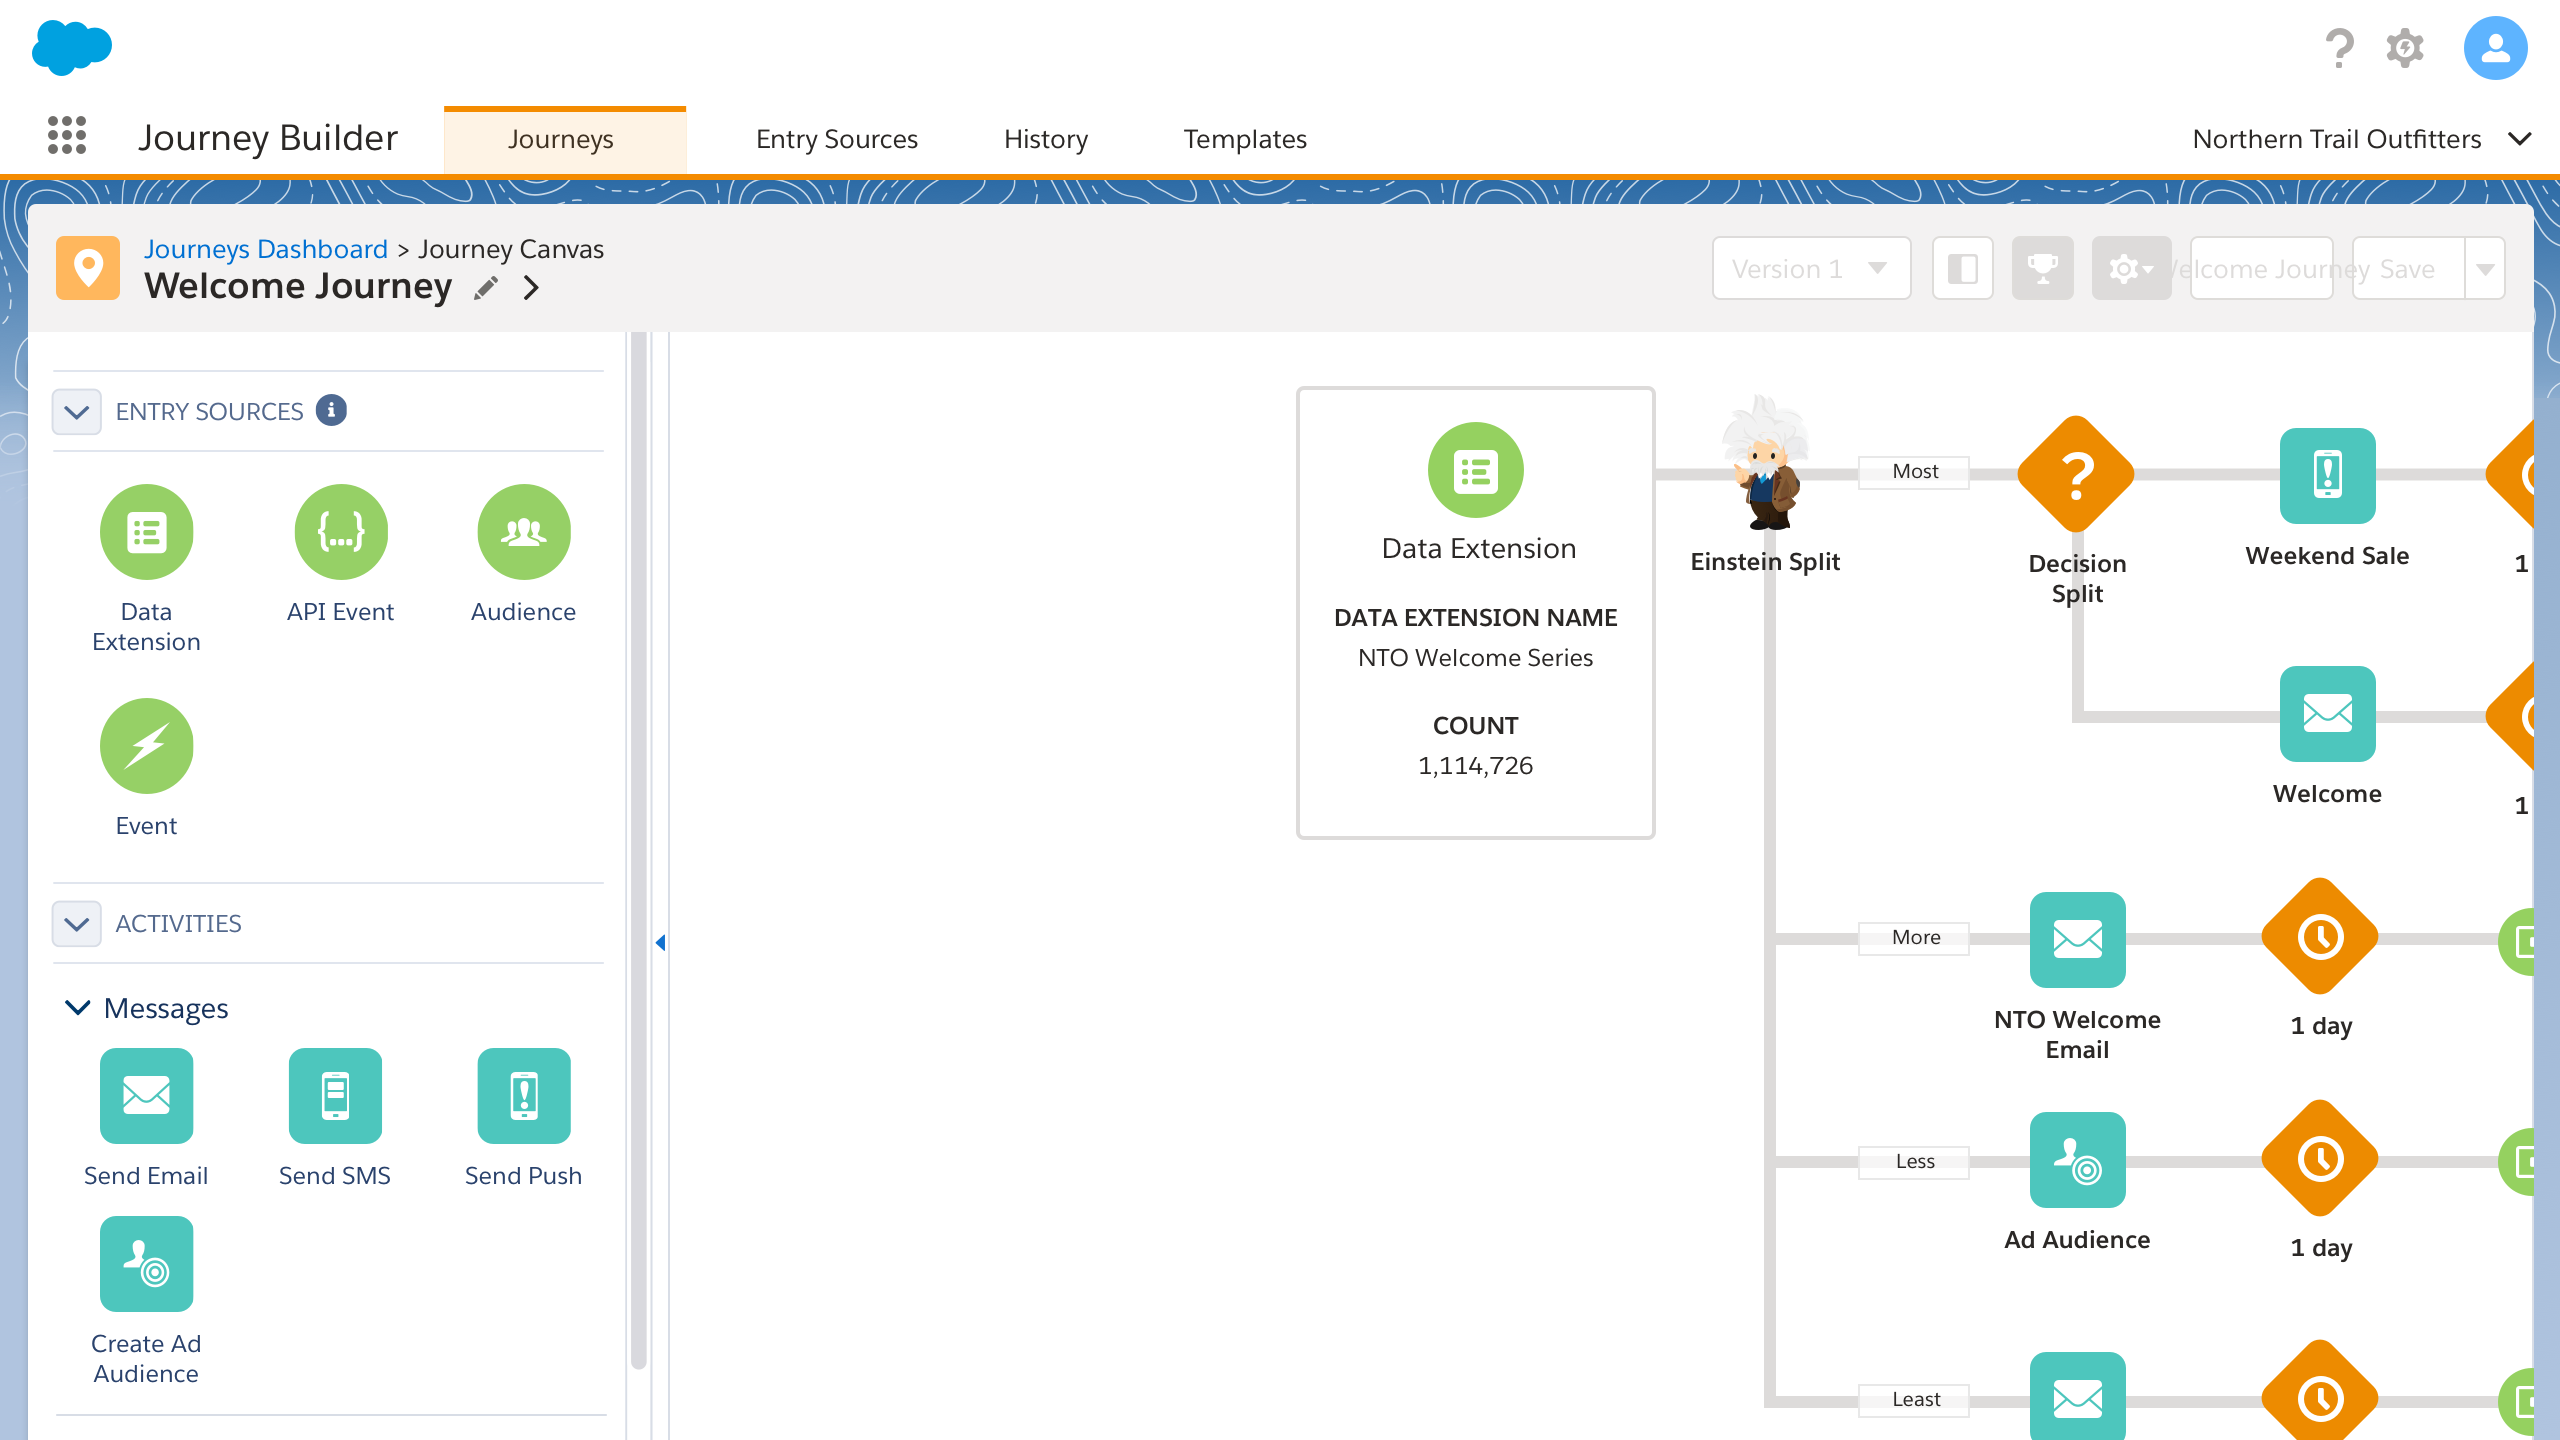 Journey Builder
Journeys
Entry Sources
History
Templates
Northern Trail Outfitters
Journeys Dashboard > Journey Canvas
Welcome Journey
Version 1
Welcome Journey
Save
ENTRY SOURCES
Data
Extension
API Event
Audience
Event
ACTIVITIES
Messages
Send Email
Send SMS
Send Push
Create Ad
Audience
Data Extension
DATA EXTENSION NAME
NTO Welcome Series
COUNT
1,114,726
Einstein Split
Most
Decision
Split
Weekend Sale
1
Welcome
1
More
NTO Welcome
Email
1 day
Less
Ad Audience
1 day
Least